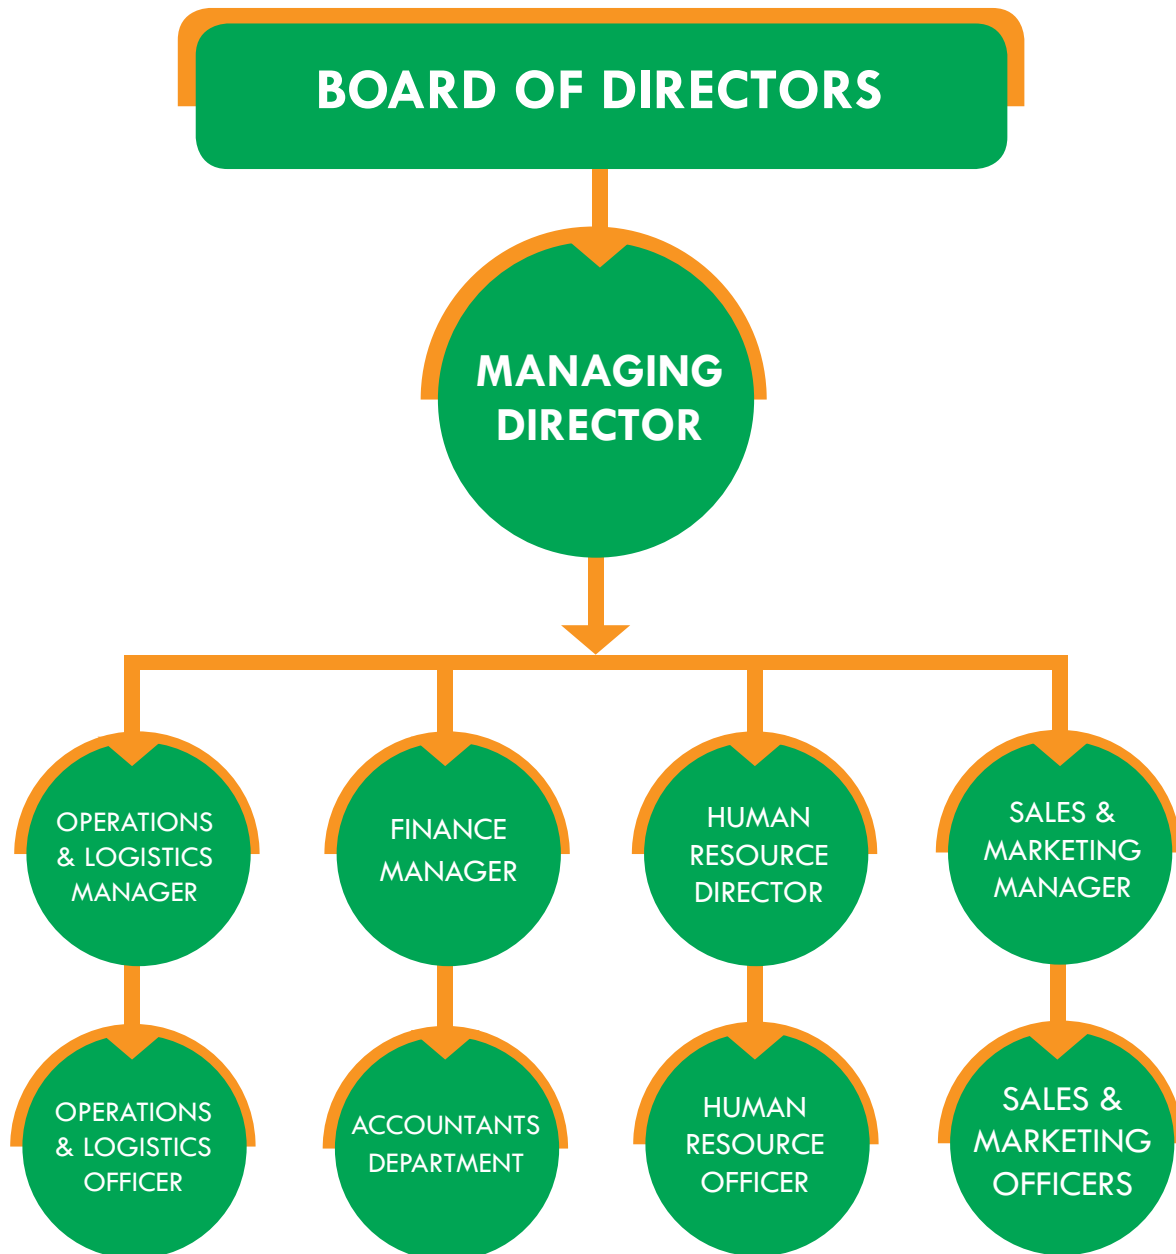 BOARD OF DIRECTORS
MANAGING
DIRECTOR
OPERATIONS
& LOGISTICS
MANAGER
FINANCE
MANAGER
HUMAN
RESOURCE
DIRECTOR
SALES &
MARKETING
MANAGER
OPERATIONS
& LOGISTICS
OFFICER
ACCOUNTANTS
DEPARTMENT
HUMAN
RESOURCE
OFFICER
SALES &
MARKETING
OFFICERS